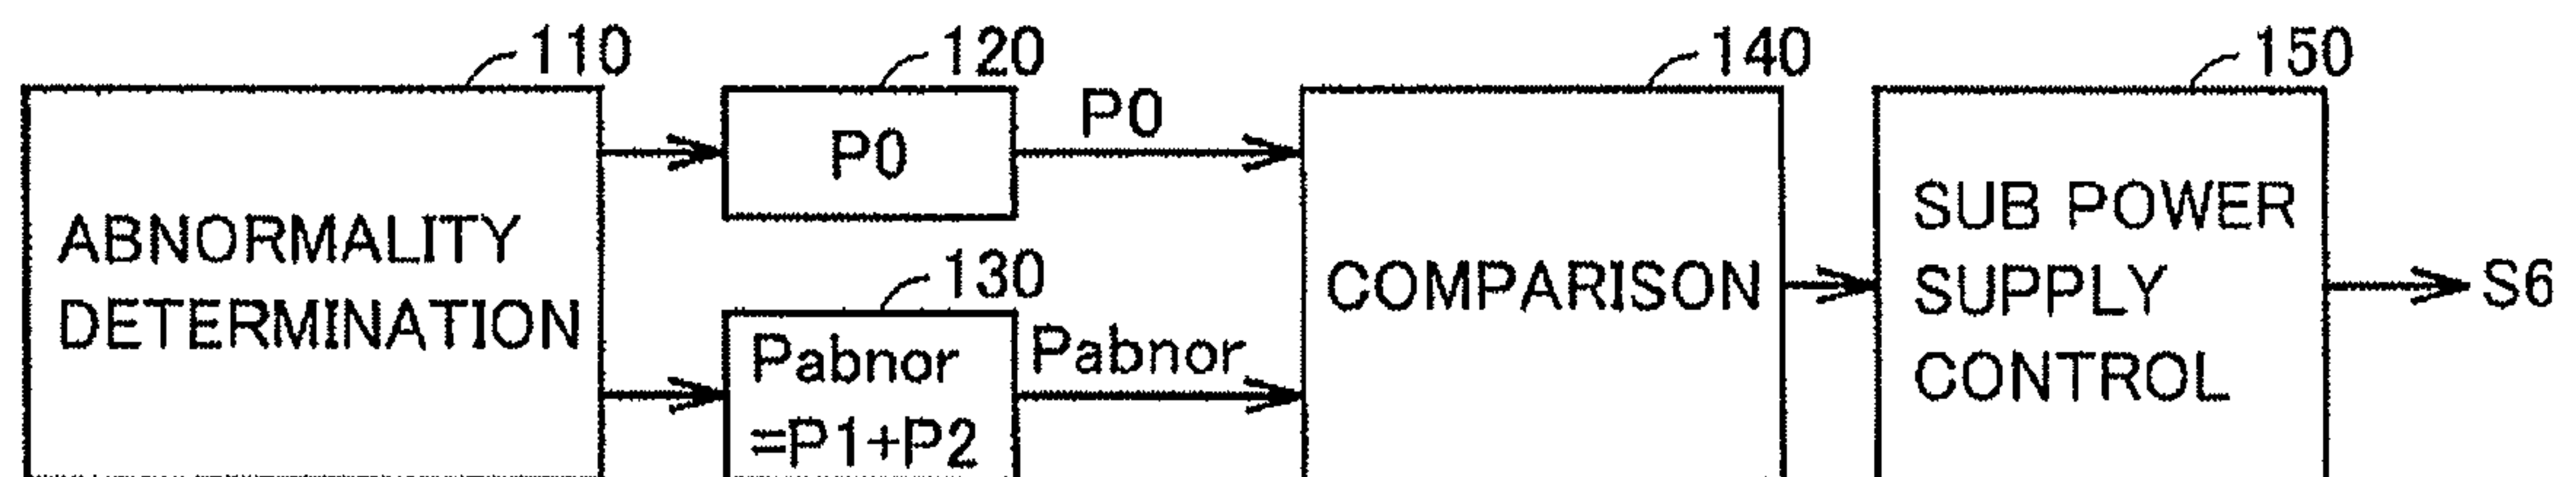 110
120
140
150
ABNORMALITY
DETERMINATION
P0
P0
130
Pabnor
=P1+P2
Pabnor
COMPARISON
SUB POWER
SUPPLY
CONTROL
S6